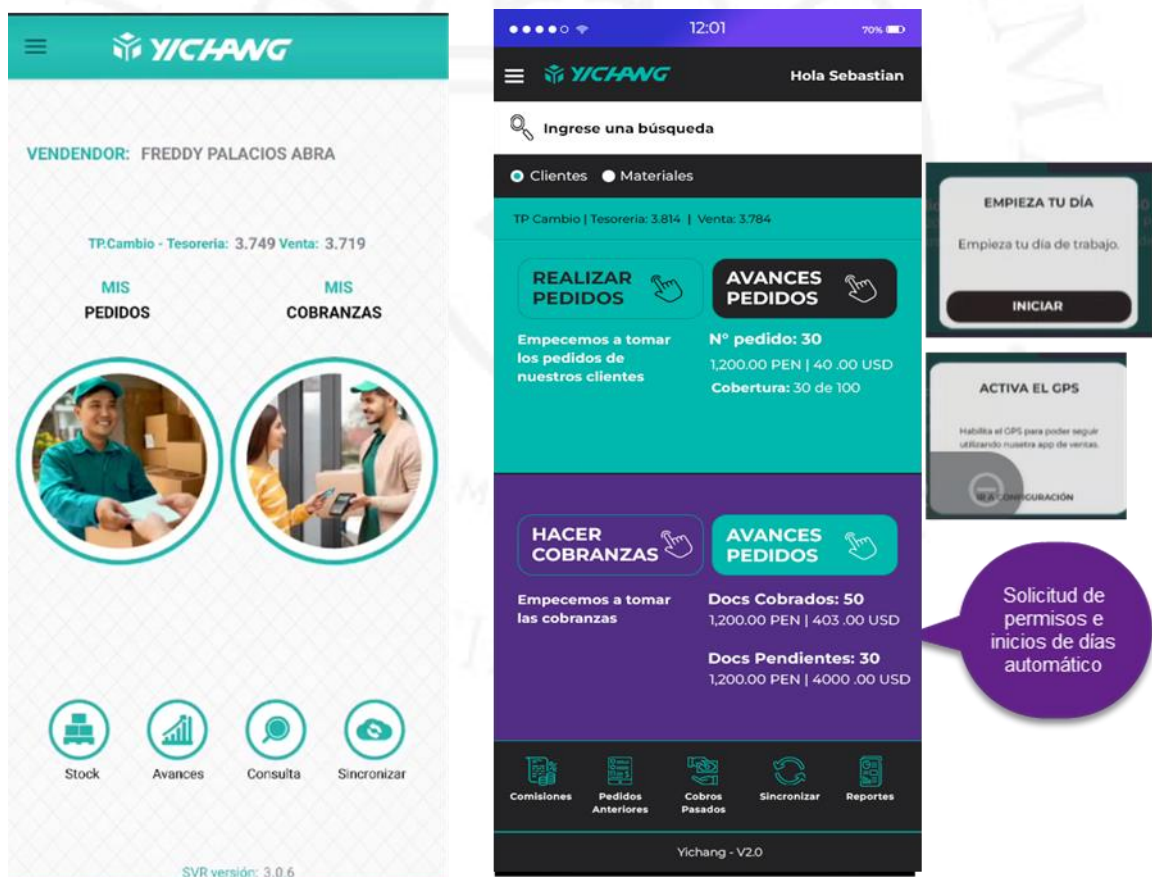 YICHANG
VENDENDOR: FREDDY PALACIOS ABRA
TP.Cambio - Tesoreria: 3.749 Venta: 3.719
MIS
PEDIDOS
MIS
COBRANZAS
Stock
Avances
Consulta
Sincronizar
SVR versión: 3.0.6
12:01
70%
YICHANG
Hola Sebastian
Ingrese una búsqueda
Clientes
Materiales
TP Cambio | Tesoreria: 3.814 | Venta: 3.784
REALIZAR
PEDIDOS
AVANCES
PEDIDOS
Empecemos a tomar
los pedidos de
nuestros clientes
N° pedido: 30
1,200.00 PEN | 40 .00 USD
Cobertura: 30 de 100
HACER
COBRANZAS
AVANCES
PEDIDOS
Empecemos a tomar
las cobranzas
Docs Cobrados: 50
1,200.00 PEN | 403 .00 USD
Docs Pendientes: 30
1,200.00 PEN | 4000 .00 USD
Comisiones
Pedidos
Anteriores
Cobros
Pasados
Sincronizar
Reportes
Yichang - V2.0
EMPIEZA TU DÍA
Empieza tu día de trabajo.
INICIAR
ACTIVA EL GPS
Habilita el GPS para poder seguir
utilizando nusetra app de ventas.
IR A CONFIGURACIÓN
Solicitud de
permisos e
inicios de días
automático